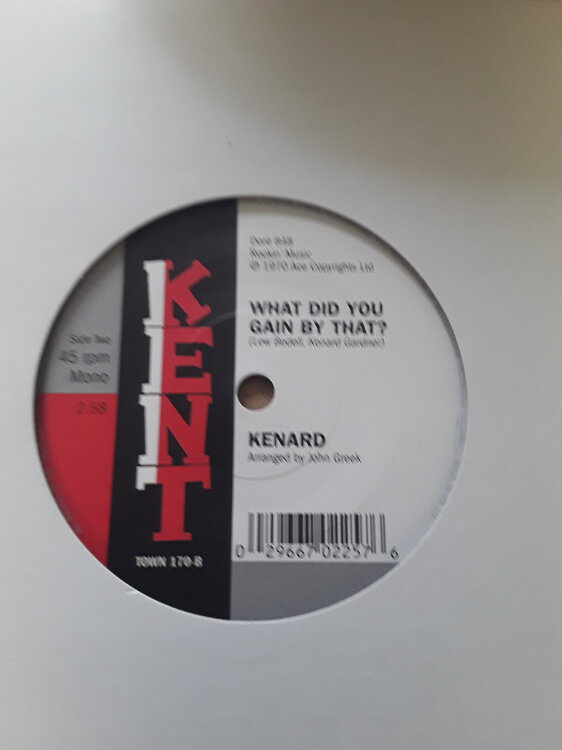 Dore 848
Rockin' Music
℗ 1970 Ace Copyrights Ltd
WHAT DID YOU
GAIN BY THAT?
(Lew Bedell, Kenard Gardner)
Side Two
45 rpm
Mono
2.58
KENT
KENARD
Arranged by John Greek
0 29667 02257 6
TOWN 170-B